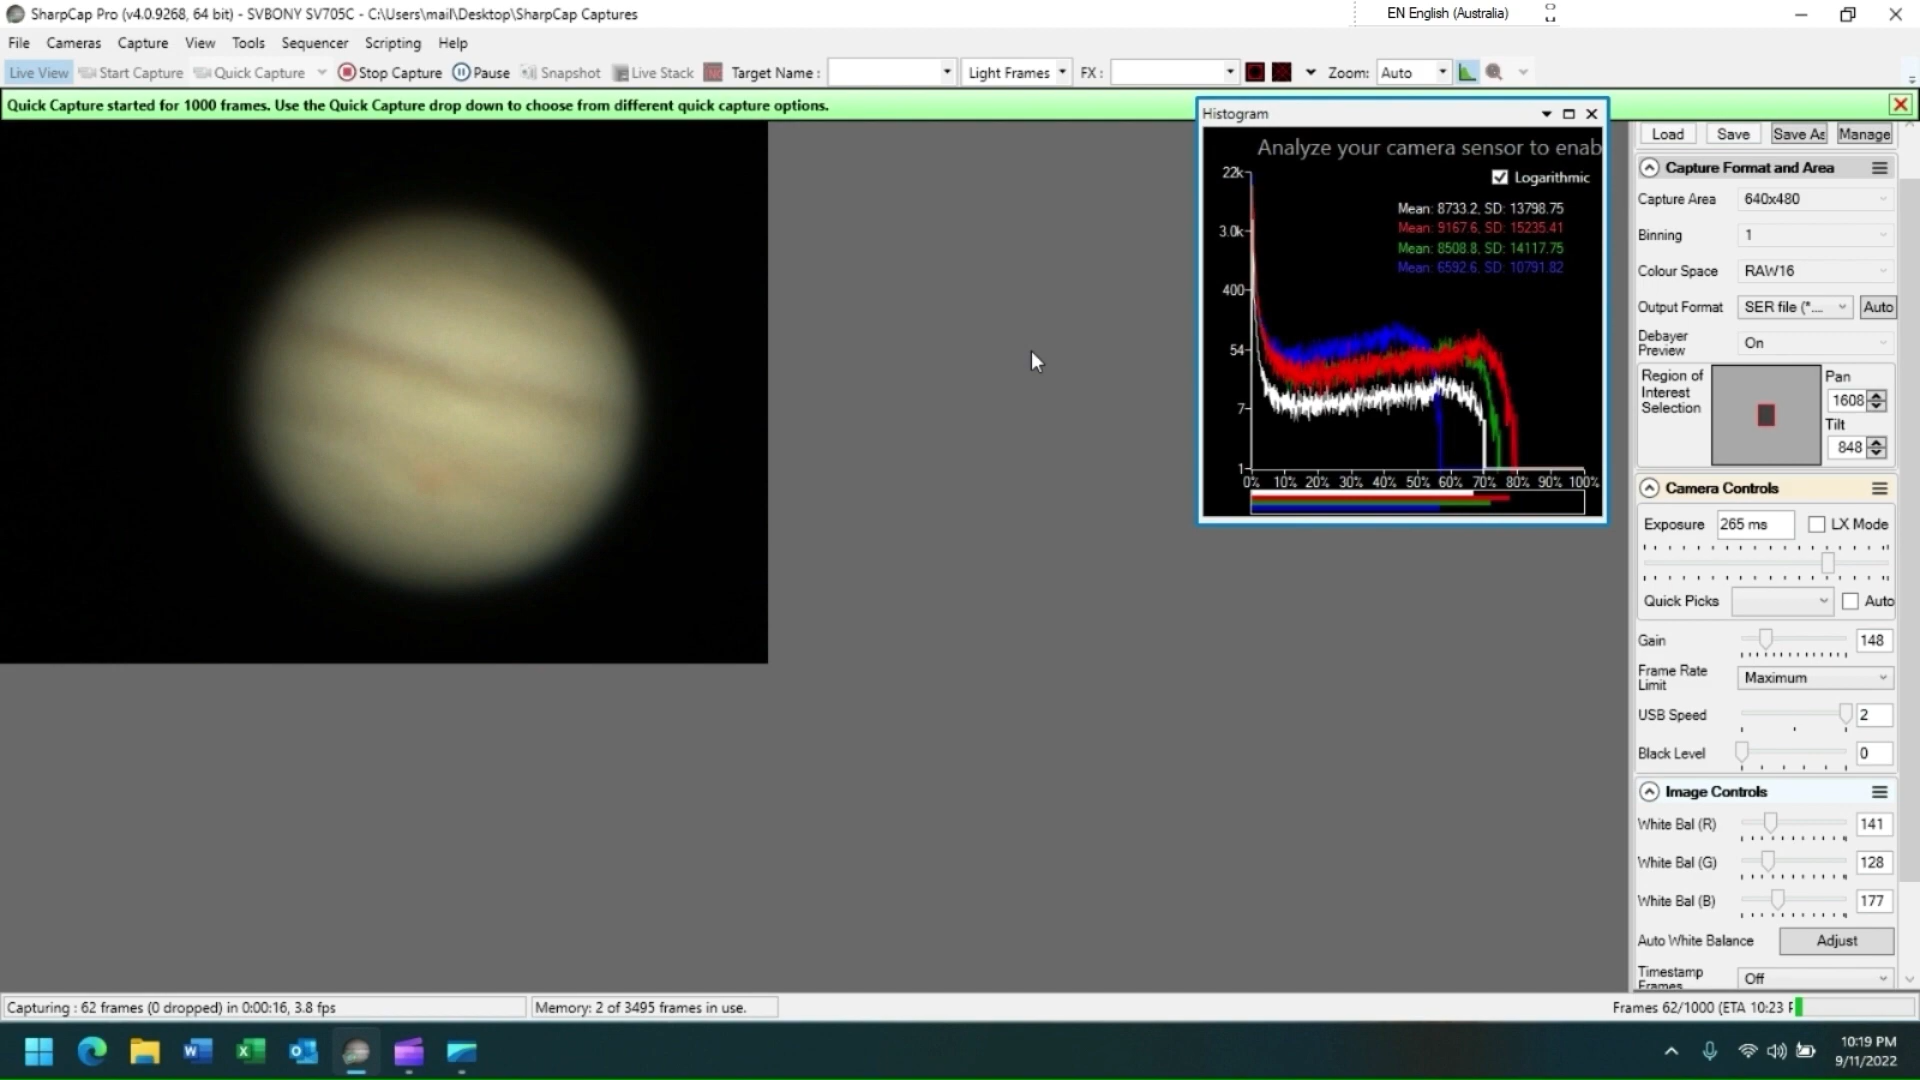 SharpCap Pro (v4.0.9268, 64 bit) - SVBONY SV705C - C:\Users\mail\Desktop\SharpCap Captures
EN English (Australia)
File Cameras Capture View Tools Sequencer Scripting Help
Live View Start Capture Quick Capture Stop Capture Pause Snapshot Live Stack Target Name : Light Frames FX : Zoom: Auto
Quick Capture started for 1000 frames. Use the Quick Capture drop down to choose from different quick capture options.
Histogram
Analyze your camera sensor to enab
Logarithmic
Mean: 8733.2, SD: 13798.75
Mean: 9167.6, SD: 15235.41
Mean: 8508.8, SD: 14117.75
Mean: 6592.6, SD: 10791.82
22k
3.0k
400
54
7
1
0% 10% 20% 30% 40% 50% 60% 70% 80% 90% 100%
Load Save Save As Manage
Capture Format and Area
Capture Area 640x480
Binning 1
Colour Space RAW16
Output Format SER file (*.... Auto
Debayer Preview On
Region of Interest Selection
Pan
1608
Tilt
848
Camera Controls
Exposure 265 ms LX Mode
Quick Picks Auto
Gain 148
Frame Rate Limit Maximum
USB Speed 2
Black Level 0
Image Controls
White Bal (R) 141
White Bal (G) 128
White Bal (B) 177
Auto White Balance Adjust
Timestamp Frames Off
Capturing : 62 frames (0 dropped) in 0:00:16, 3.8 fps
Memory: 2 of 3495 frames in use.
Frames 62/1000 (ETA 10:23 P
10:19 PM
9/11/2022